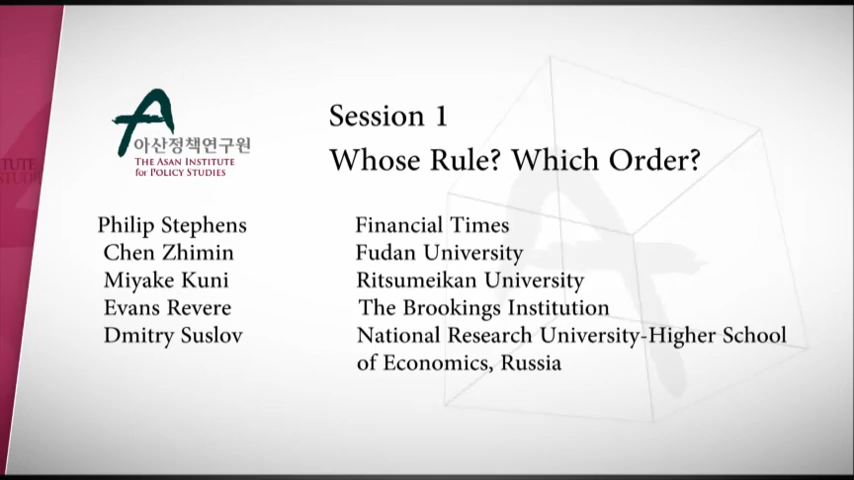 Session 1
Whose Rule? Which Order?
아산정책연구원
THE ASAN INSTITUTE
for POLICY STUDIES
TUTE
STUDI
Philip Stephens Financial Times
Chen Zhimin Fudan University
Miyake Kuni Ritsumeikan University
Evans Revere The Brookings Institution
Dmitry Suslov National Research University-Higher School
of Economics, Russia